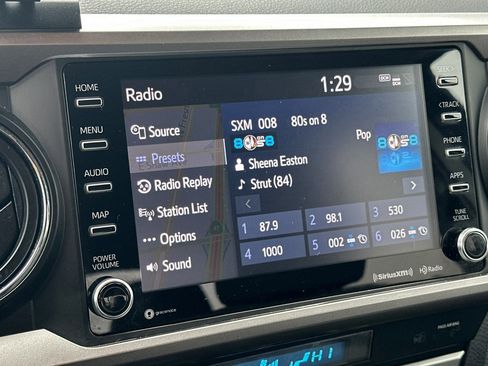 Radio
1:29
DCM
HOME
MENU
AUDIO
MAP
POWER
VOLUME
SEEK>
<TRACK
PHONE
APPS
TUNE
SCROLL
Source
Presets
Radio Replay
Station List
Options
Sound
SXM 008 80s on 8
Pop
Sheena Easton
Strut (84)
1 87.9
2 98.1
3 530
4 1000
5 002
6 026
gracenote
((SiriusXM))
HD Radio
HI